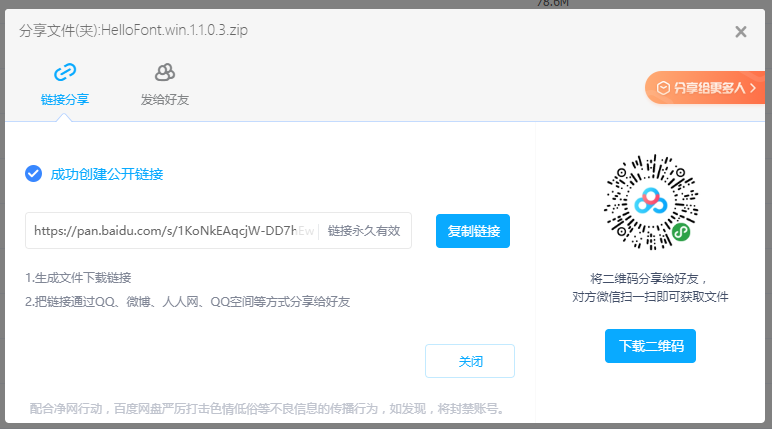 78.6M
分享文件(夹):HelloFont.win.1.1.0.3.zip
链接分享
发给好友
分享给更多人
成功创建公开链接
https://pan.baidu.com/s/1KoNkEAqcjW-DD7hEw
链接永久有效
复制链接
1.生成文件下载链接
2.把链接通过QQ、微博、人人网、QQ空间等方式分享给好友
关闭
配合净网行动，百度网盘严厉打击色情低俗等不良信息的传播行为，如发现，将封禁账号。
将二维码分享给好友，
对方微信扫一扫即可获取文件
下载二维码